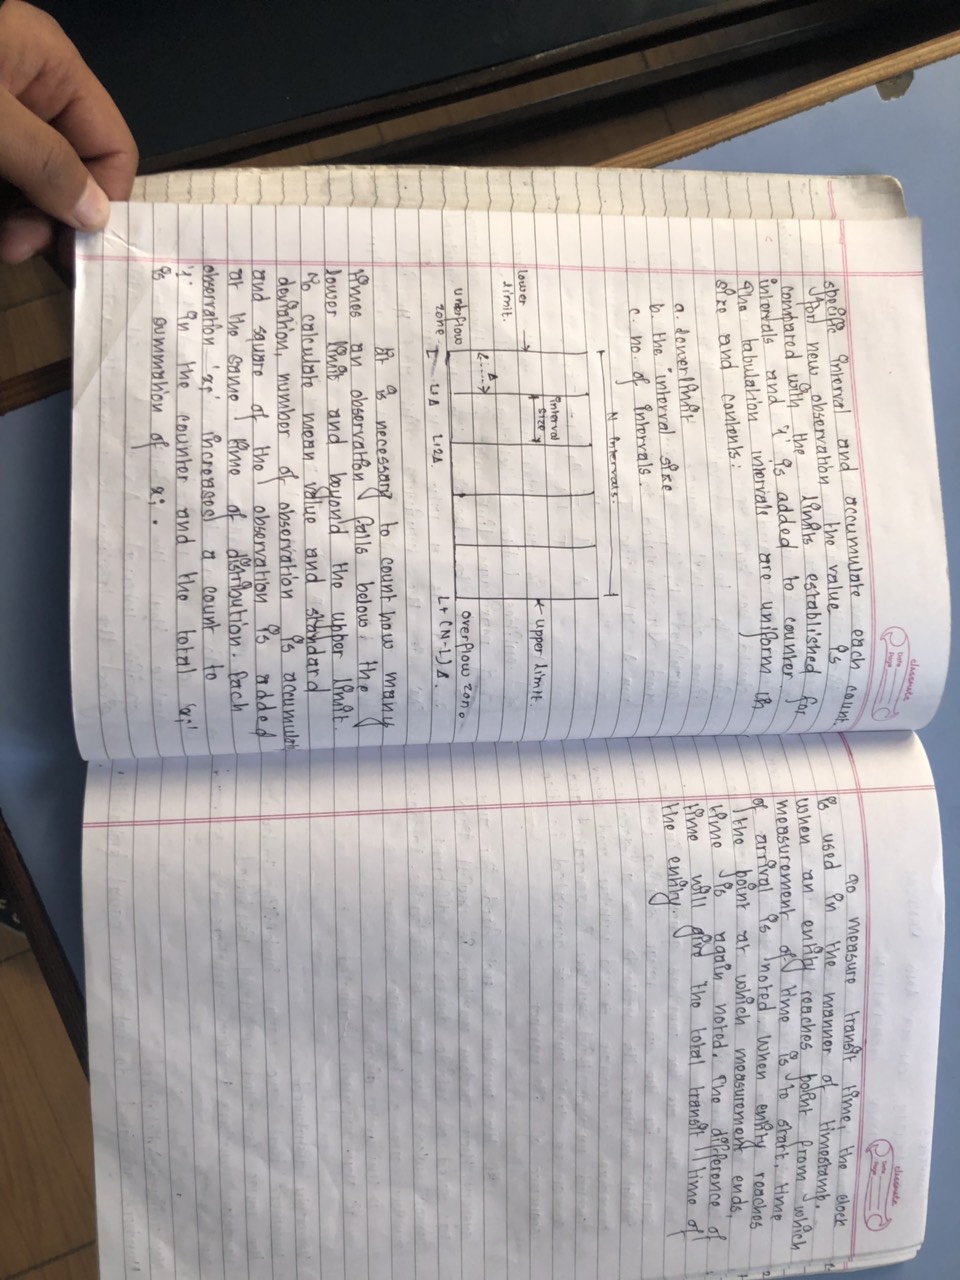 classmate
Date
Page
specific interval and accumulate each count
for new observation the value is
compared with the limits established for
intervals and '1' is added to counter.
The tabulation intervals are uniform in
size and contents:
a. lower limit
b. the interval size
c. no. of intervals.
N intervals.
lower
limit.
interval
size
Δ
upper limit.
underflow
zone
L
L+Δ
L+2Δ.
L+(N-1)Δ.
overflow zone
It is necessary to count how many
times an observation falls below the
lower limit and beyond the upper limit.
To calculate mean value and standard
deviation, number of observation is accumulat
and square of the observation is added
at the same time of distribution. Each
observation 'xi' increased a count to
'1' in the counter and the total
is summation of xi.
classmate
Date
Page
To measure transit time, the clock
is used in the manner of timestamp.
when an entity reaches point from which
measurement of time is to start, time
of arrival is noted. When entity reaches
the point at which measurement ends,
time is again noted. The difference of
time will give the total transit time of
the entity.